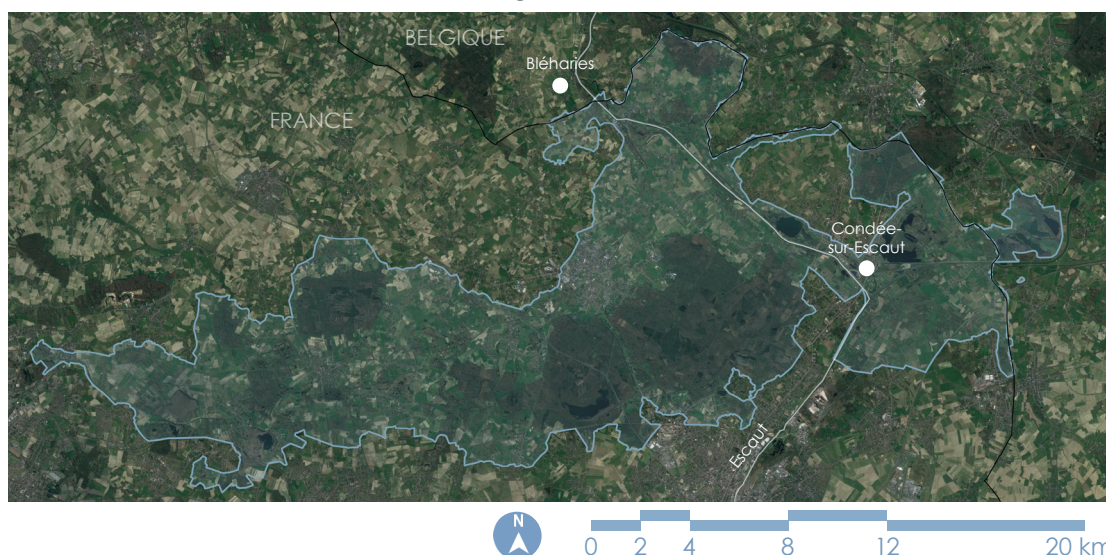 BELGIQUE
Bléharies
FRANCE
Condée-
sur-Escaut
Escaut
N
0 2 4 8 12 20 km